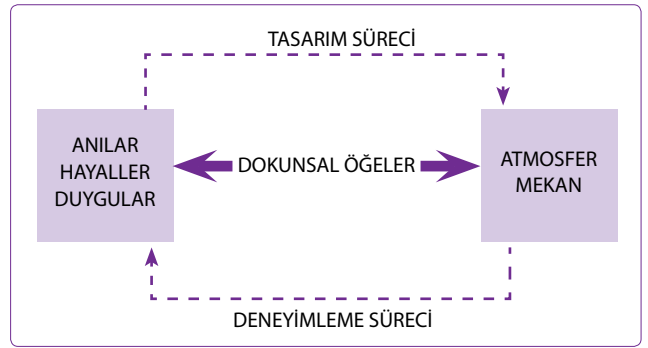 TASARIM SÜRECİ
ANILAR
HAYALLER
DUYGULAR
DOKUNSAL ÖĞELER
ATMOSFER
MEKAN
DENEYİMLEME SÜRECİ